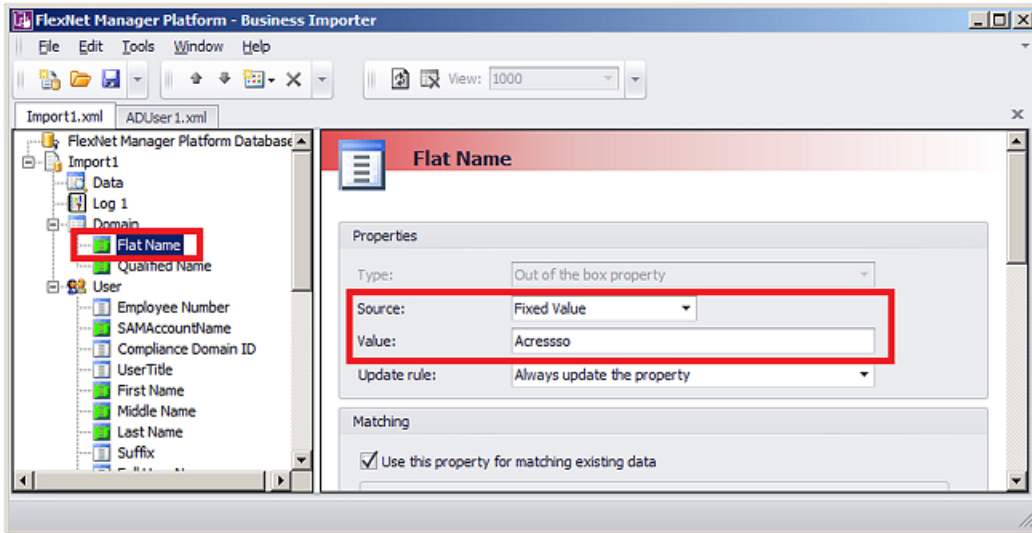 FlexNet Manager Platform - Business Importer
File Edit Tools Window Help
View: 1000
Import1.xml ADUser1.xml
FlexNet Manager Platform Database
Import1
Data
Log 1
Domain
Flat Name
Qualified Name
User
Employee Number
SAMAccountName
Compliance Domain ID
UserTitle
First Name
Middle Name
Last Name
Suffix
Flat Name
Properties
Type: Out of the box property
Source: Fixed Value
Value: Acressso
Update rule: Always update the property
Matching
Use this property for matching existing data